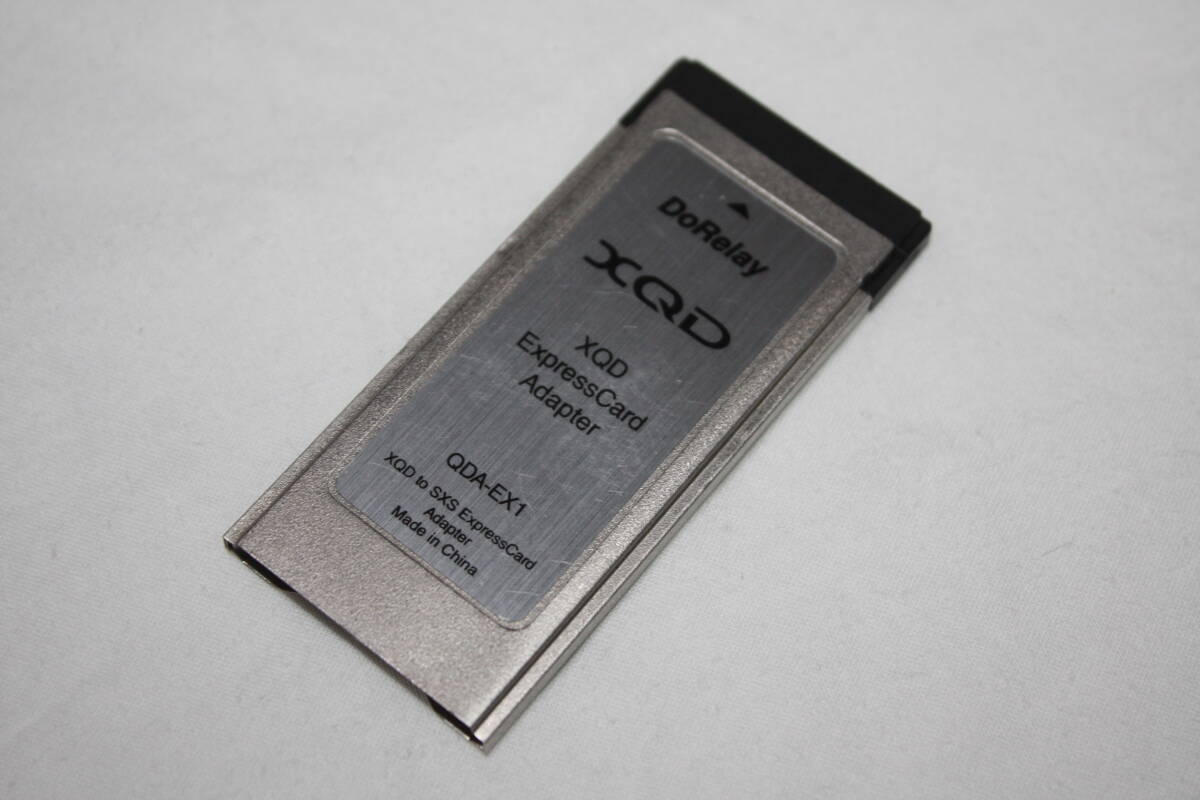 DoRelay
XQD
XQD
ExpressCard
Adapter
QDA-EX1
XQD to SXS ExpressCard
Adapter
Made in China